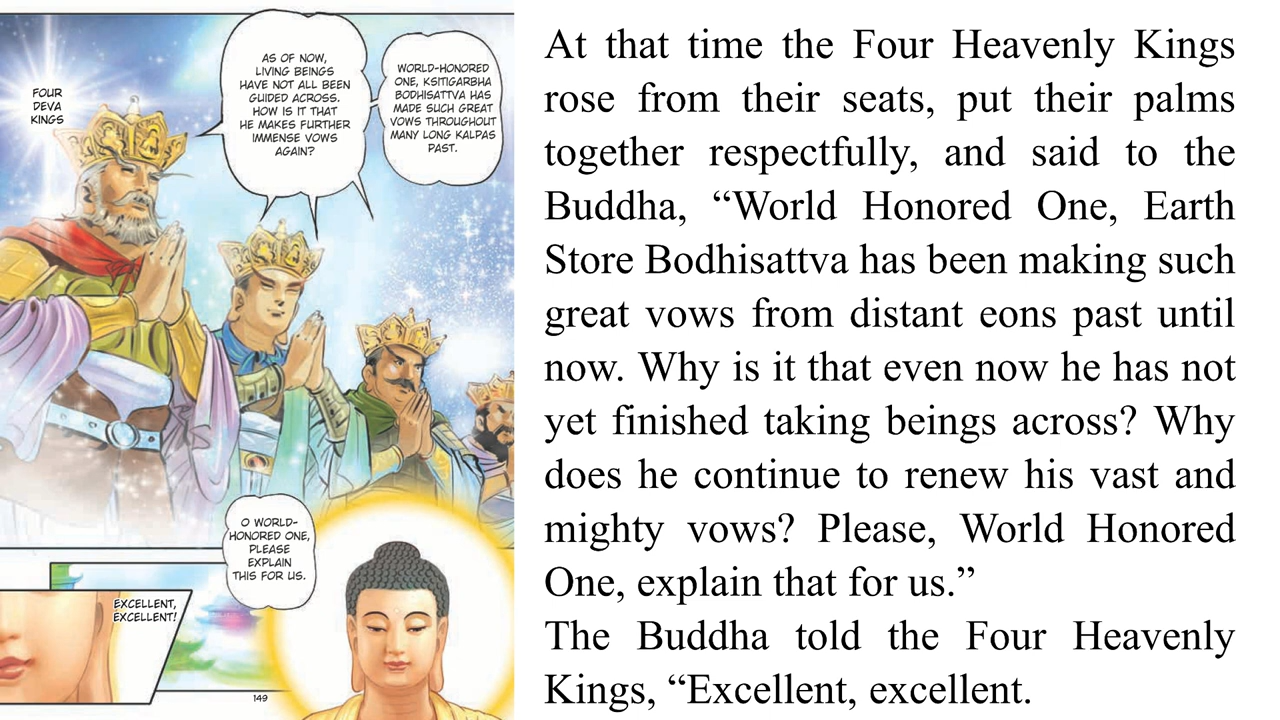 FOUR
DEVA
KINGS
WORLD-HONORED
ONE, KSITIGARBHA
BODHISATTVA HAS
MADE SUCH GREAT
VOWS THROUGHOUT
MANY LONG KALPAS
PAST.
AS OF NOW,
LIVING BEINGS
HAVE NOT ALL BEEN
GUIDED ACROSS.
HOW IS IT THAT
HE MAKES FURTHER
IMMENSE VOWS
AGAIN?
O WORLD-
HONORED ONE,
PLEASE
EXPLAIN
THIS FOR US.
EXCELLENT,
EXCELLENT!
149
At that time the Four Heavenly Kings
rose from their seats, put their palms
together respectfully, and said to the
Buddha, “World Honored One, Earth
Store Bodhisattva has been making such
great vows from distant eons past until
now. Why is it that even now he has not
yet finished taking beings across? Why
does he continue to renew his vast and
mighty vows? Please, World Honored
One, explain that for us.”
The Buddha told the Four Heavenly
Kings, “Excellent, excellent.